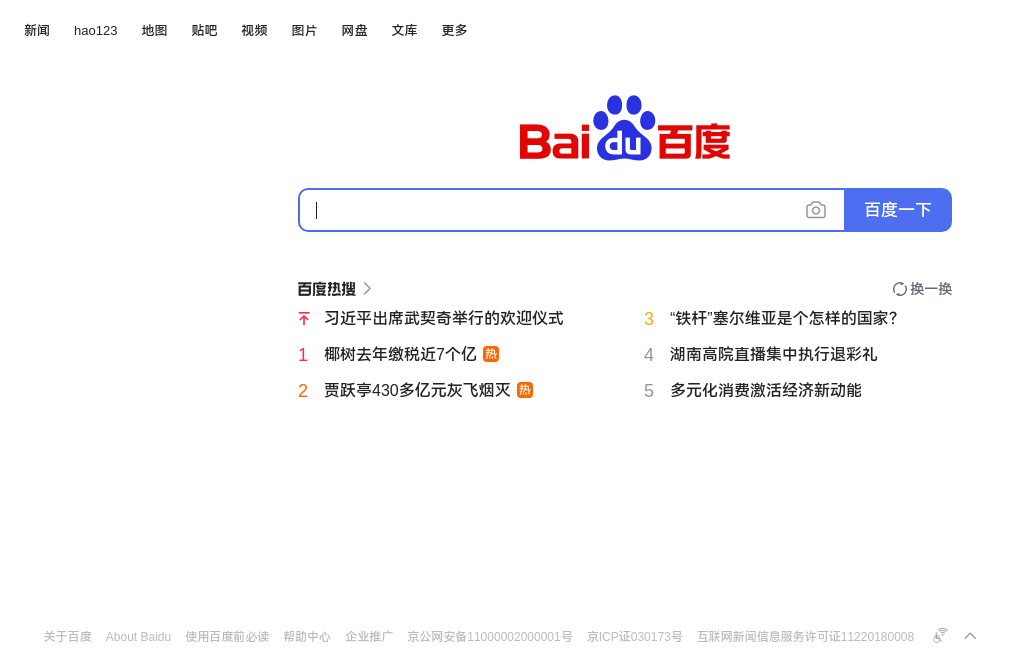 新闻 hao123 地图 贴吧 视频 图片 网盘 文库 更多
Bai du 百度
百度一下
百度热搜 换一换
习近平出席武契奇举行的欢迎仪式
1 椰树去年缴税近7个亿 热
2 贾跃亭430多亿元灰飞烟灭 热
3 “铁杆”塞尔维亚是个怎样的国家？
4 湖南高院直播集中执行退彩礼
5 多元化消费激活经济新动能
关于百度 About Baidu 使用百度前必读 帮助中心 企业推广 京公网安备11000002000001号 京ICP证030173号 互联网新闻信息服务许可证11220180008